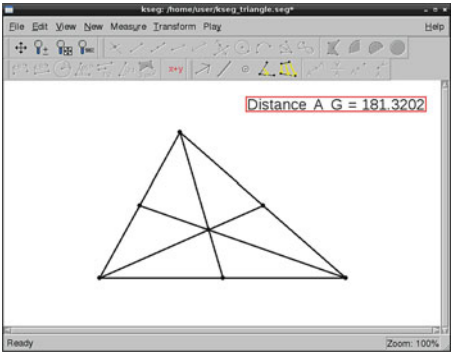 kseg: /home/user/kseg_triangle.seg*
File Edit View New Measure Transform Play Help
x+y
Distance A G = 181.3202
Ready Zoom: 100%